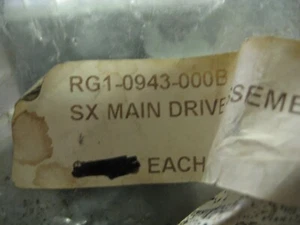 RG1-0943-000B
SX MAIN DRIVE
SEMB
EACH